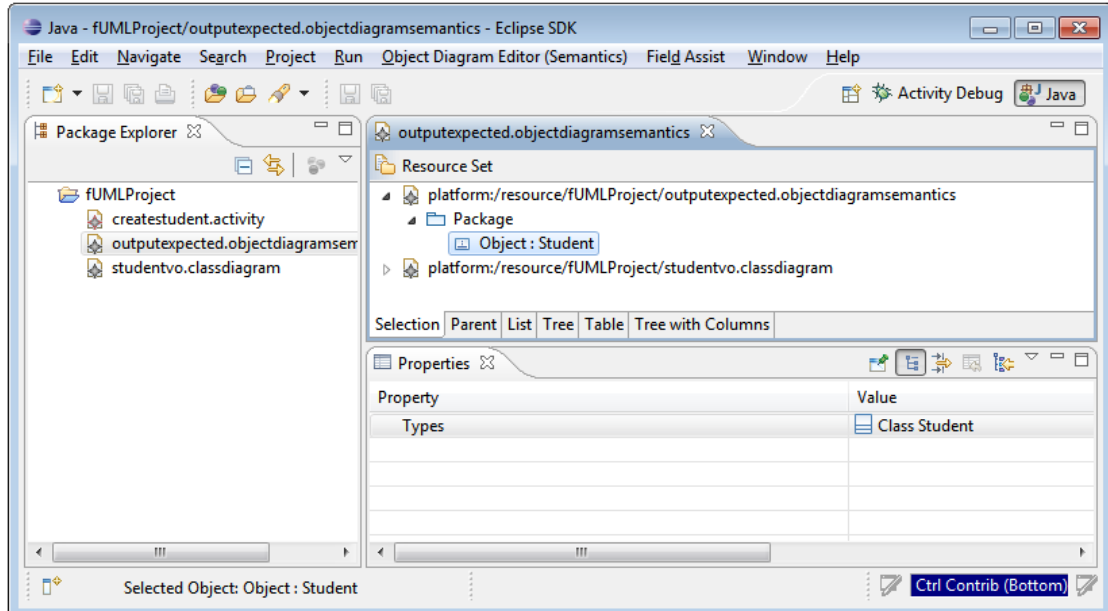 Java - fUMLProject/outputexpected.objectdiagramsemantics - Eclipse SDK
File Edit Navigate Search Project Run Object Diagram Editor (Semantics) Field Assist Window Help
Activity Debug Java
Package Explorer
fUMLProject
createstudent.activity
outputexpected.objectdiagramsem
studentvo.classdiagram
outputexpected.objectdiagramsemantics
Resource Set
platform:/resource/fUMLProject/outputexpected.objectdiagramsemantics
Package
Object : Student
platform:/resource/fUMLProject/studentvo.classdiagram
Selection Parent List Tree Table Tree with Columns
Properties
Property Value
Types Class Student
Selected Object: Object : Student
Ctrl Contrib (Bottom)